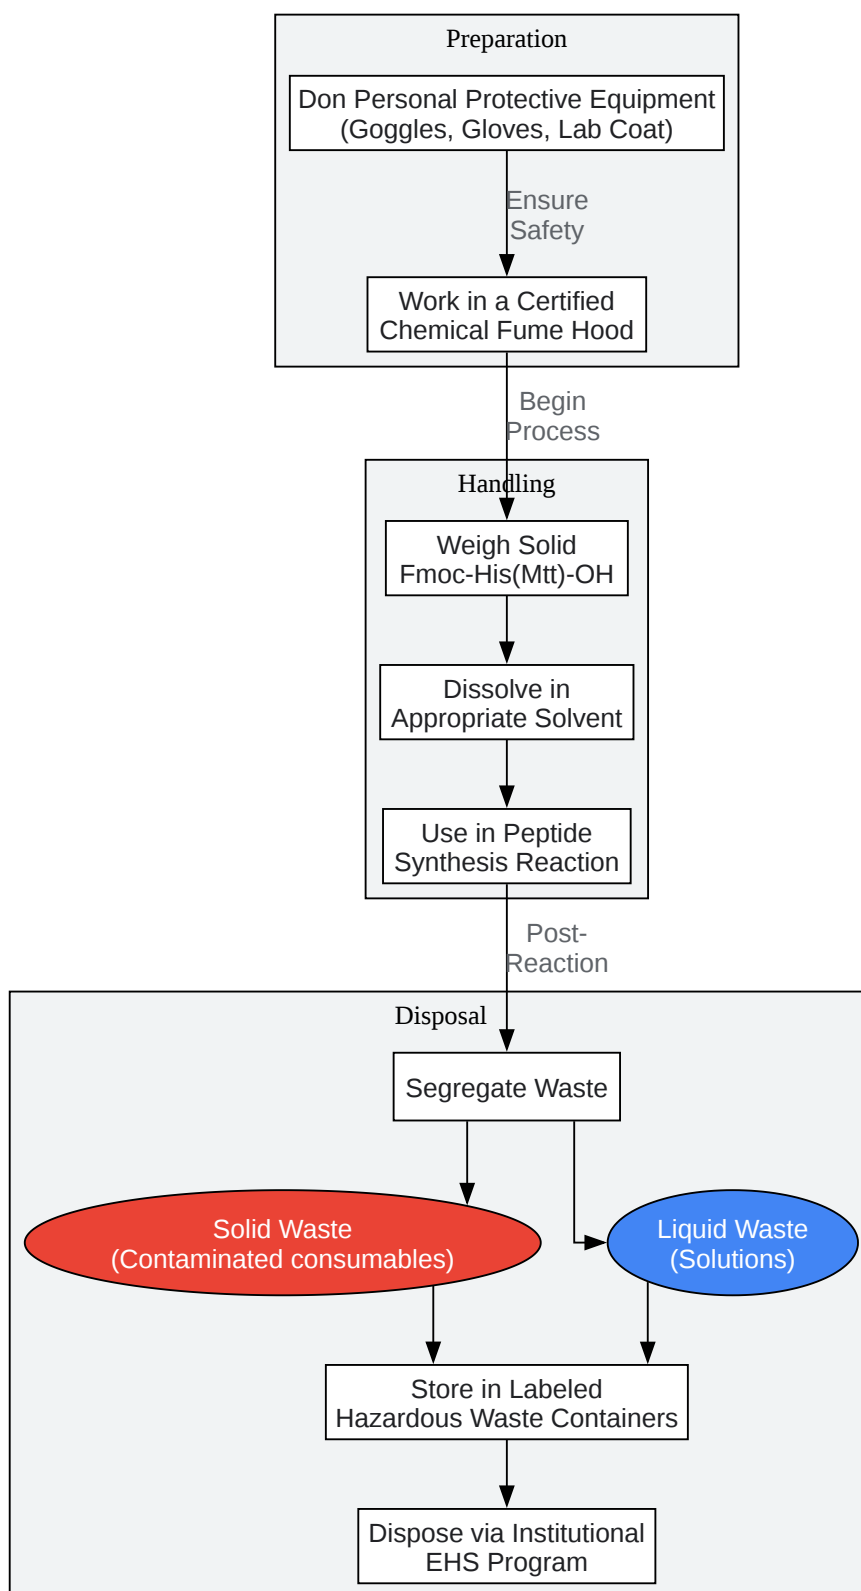 Preparation
Don Personal Protective Equipment
(Goggles, Gloves, Lab Coat)
Ensure
Safety
Work in a Certified
Chemical Fume Hood
Begin
Process
Handling
Weigh Solid
Fmoc-His(Mtt)-OH
Dissolve in
Appropriate Solvent
Use in Peptide
Synthesis Reaction
Post-
Reaction
Disposal
Segregate Waste
Solid Waste
(Contaminated consumables)
Liquid Waste
(Solutions)
Store in Labeled
Hazardous Waste Containers
Dispose via Institutional
EHS Program